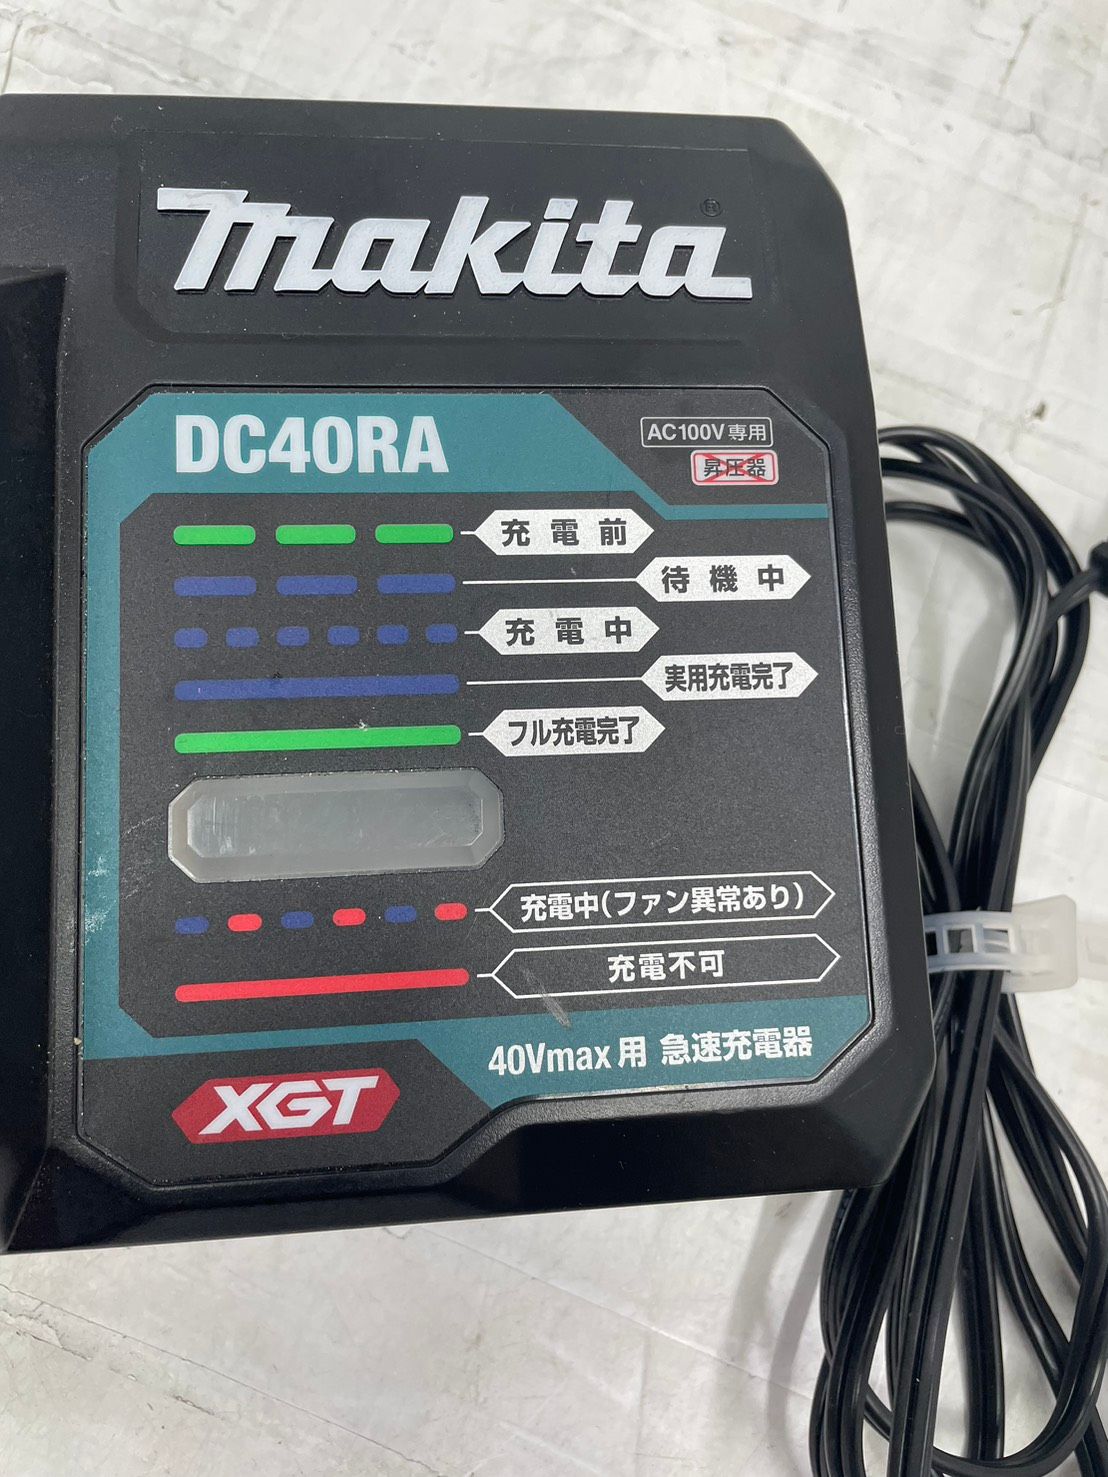 makita®
DC40RA
AC100V専用
昇圧器
充電前
待機中
充電中
実用充電完了
フル充電完了
充電中(ファン異常あり)
充電不可
40Vmax用 急速充電器
XGT